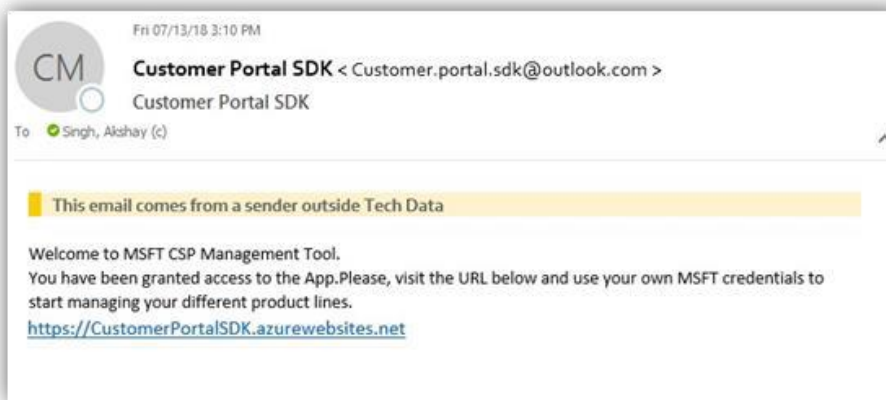 Fri 07/13/18 3:10 PM
CM
Customer Portal SDK < Customer.portal.sdk@outlook.com >
Customer Portal SDK
To Singh, Akshay (c)
This email comes from a sender outside Tech Data
Welcome to MSFT CSP Management Tool.
You have been granted access to the App.Please, visit the URL below and use your own MSFT credentials to
start managing your different product lines.
https://CustomerPortalSDK.azurewebsites.net